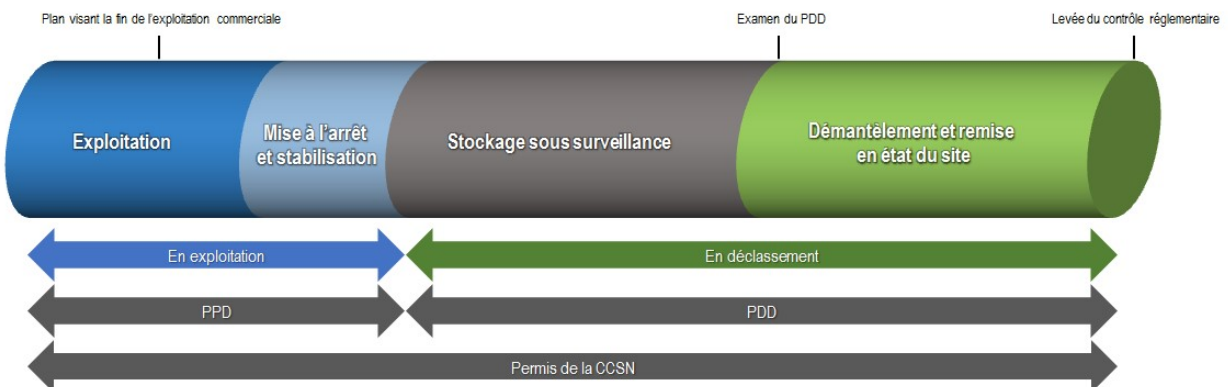 Plan visant la fin de l'exploitation commerciale
Examen du PDD
Levée du contrôle réglementaire
Exploitation
Mise à l'arrêt
et stabilisation
Stockage sous surveillance
Démantèlement et remise
en état du site
En exploitation
En déclassement
PPD
PDD
Permis de la CCSN